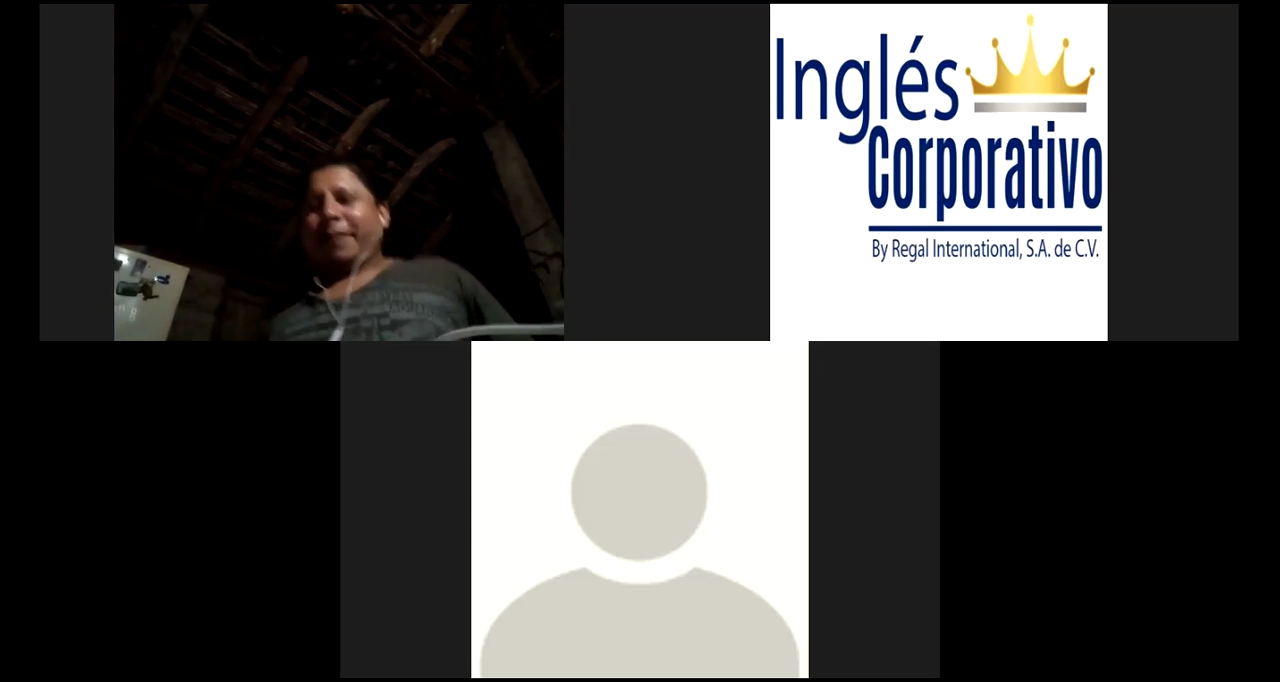 Inglés
Corporativo
By Regal International, S.A. de C.V.